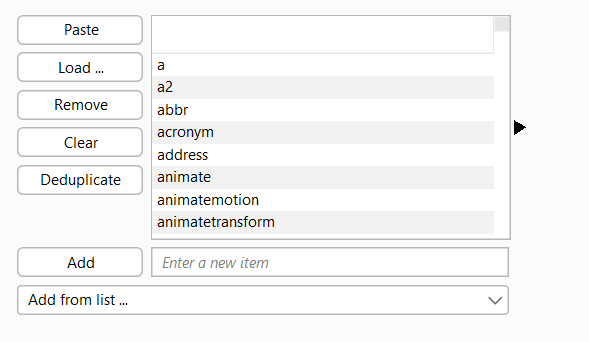 Paste
Load ...
Remove
Clear
Deduplicate
a
a2
abbr
acronym
address
animate
animatemotion
animatetransform
Add
Enter a new item
Add from list ...